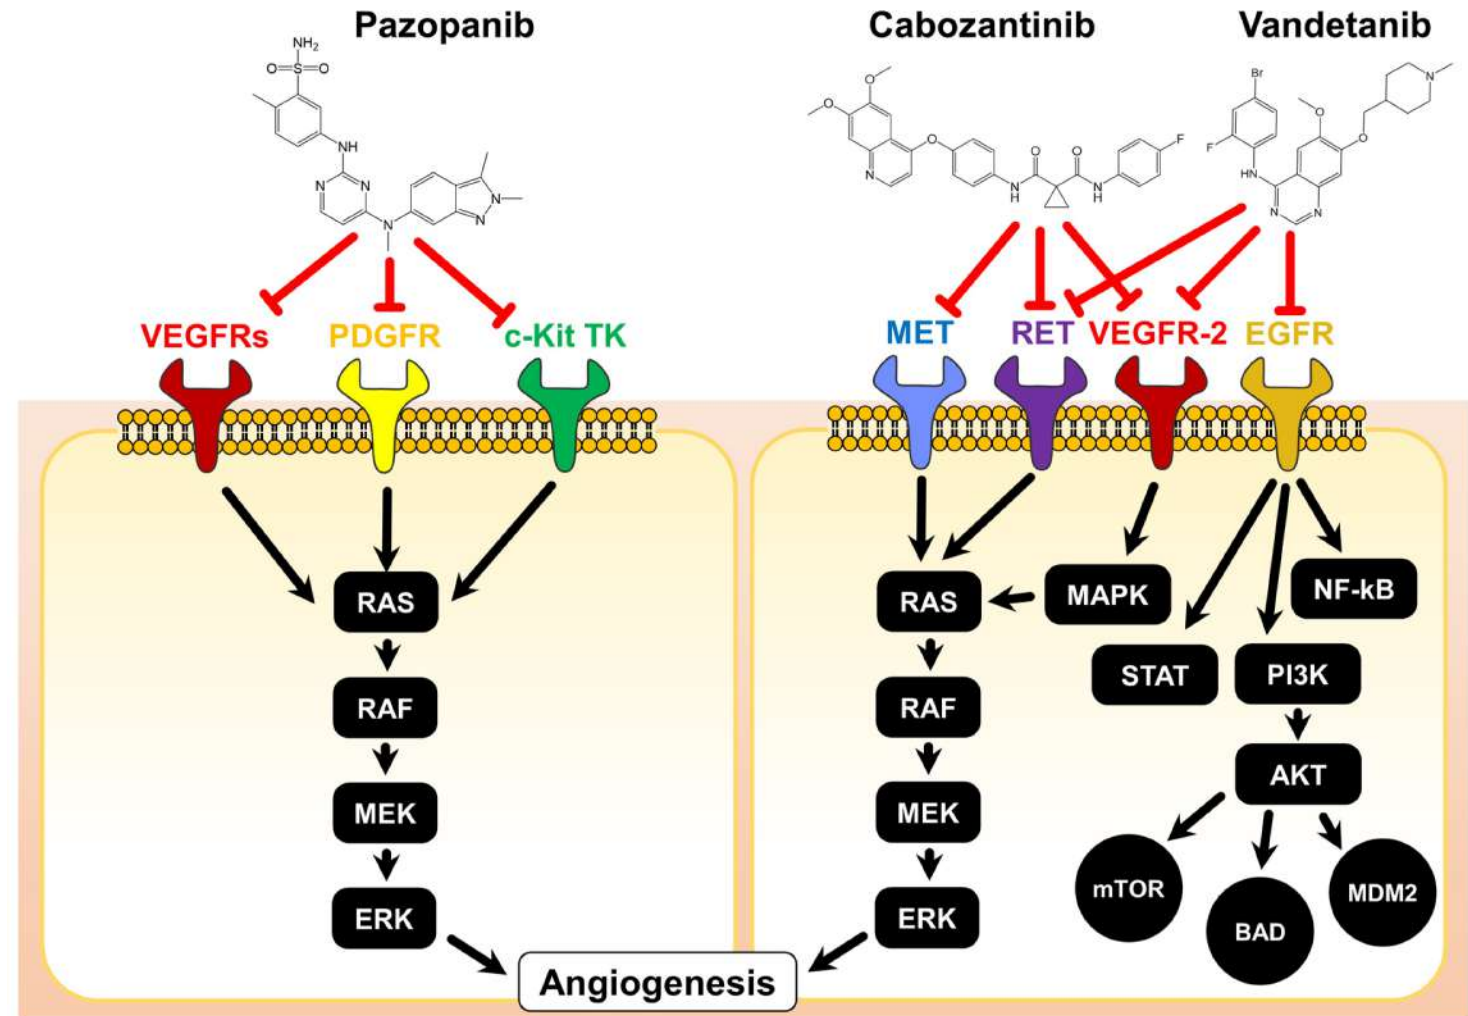 Pazopanib
Cabozantinib
Vandetanib
NH2
O=S=O
NH
N
N
N
N
N
O
O
N
O
O
O
N
H
N
H
F
Br
F
HN
N
N
O
O
N
VEGFRs
PDGFR
c-Kit TK
MET
RET
VEGFR-2
EGFR
RAS
RAF
MEK
ERK
RAS
MAPK
NF-kB
STAT
PI3K
RAF
AKT
MEK
mTOR
BAD
MDM2
ERK
Angiogenesis